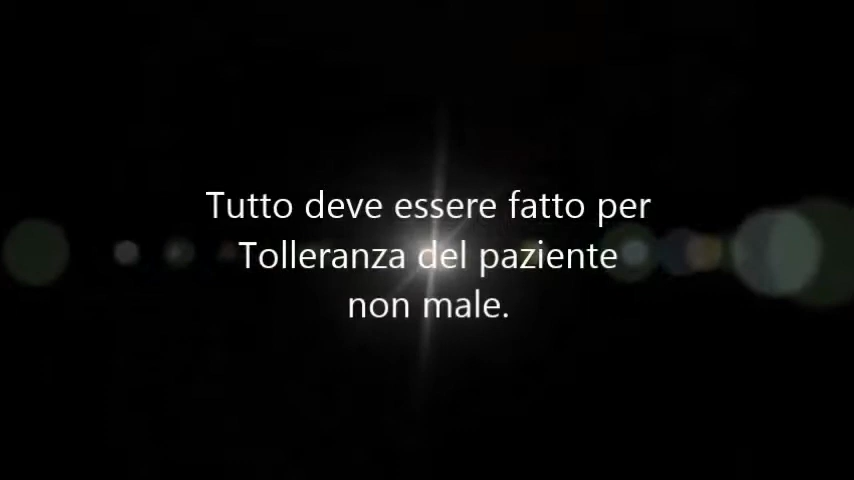 Tutto deve essere fatto per
Tolleranza del paziente
non male.